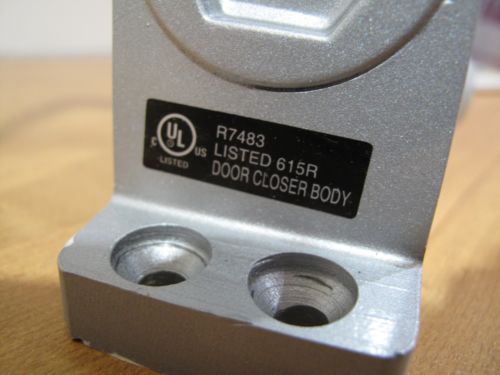 R7483
C UL US LISTED 615R
LISTED DOOR CLOSER BODY